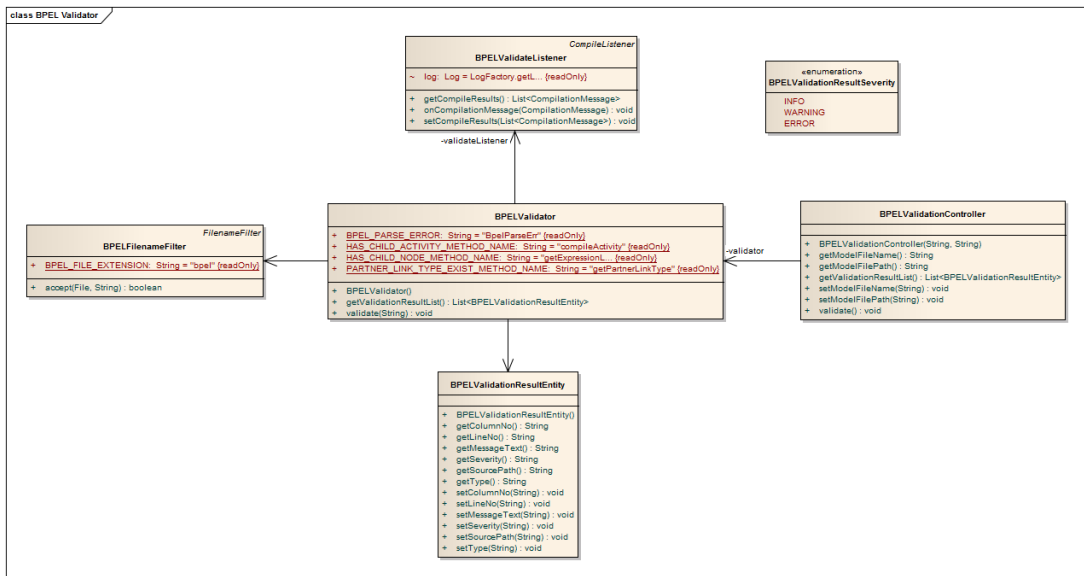 class BPEL Validator
CompileListener
BPELValidateListener
~ log: Log = LogFactory.getL... {readOnly}
+ getCompileResults() : List<CompilationMessage>
+ onCompilationMessage(CompilationMessage) : void
+ setCompileResults(List<CompilationMessage>) : void
«enumeration»
BPELValidationResultSeverity
INFO
WARNING
ERROR
-validateListener
FilenameFilter
BPELFilenameFilter
+ BPEL_FILE_EXTENSION: String = "bpel" {readOnly}
+ accept(File, String) : boolean
BPELValidator
+ BPEL_PARSE_ERROR: String = "BpelParseErr" {readOnly}
+ HAS_CHILD_ACTIVITY_METHOD_NAME: String = "compileActivity" {readOnly}
+ HAS_CHILD_NODE_METHOD_NAME: String = "getExpressionL... {readOnly}
+ PARTNER_LINK_TYPE_EXIST_METHOD_NAME: String = "getPartnerLinkType" {readOnly}
+ BPELValidator()
+ getValidationResultList() : List<BPELValidationResultEntity>
+ validate(String) : void
-validator
BPELValidationController
+ BPELValidationController(String, String)
+ getModelFileName() : String
+ getModelFilePath() : String
+ getValidationResultList() : List<BPELValidationResultEntity>
+ setModelFileName(String) : void
+ setModelFilePath(String) : void
+ validate() : void
BPELValidationResultEntity
+ BPELValidationResultEntity()
+ getColumnNo() : String
+ getLineNo() : String
+ getMessageText() : String
+ getSeverity() : String
+ getSourcePath() : String
+ getType() : String
+ setColumnNo(String) : void
+ setLineNo(String) : void
+ setMessageText(String) : void
+ setSeverity(String) : void
+ setSourcePath(String) : void
+ setType(String) : void